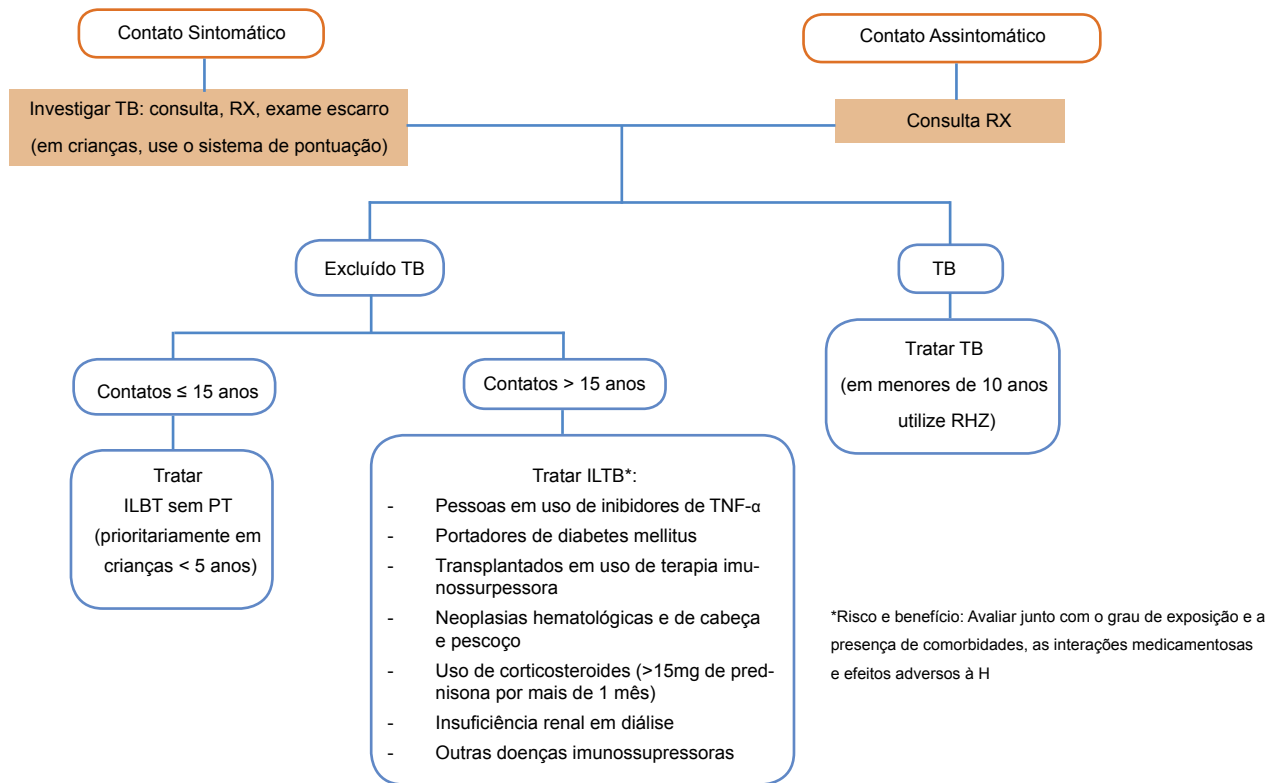 Contato Sintomático
Contato Assintomático
Investigar TB: consulta, RX, exame escarro
(em crianças, use o sistema de pontuação)
Consulta RX
Excluído TB
TB
Tratar TB
(em menores de 10 anos
utilize RHZ)
Contatos ≤ 15 anos
Contatos > 15 anos
Tratar
ILBT sem PT
(prioritariamente em
crianças < 5 anos)
Tratar ILTB*:
- Pessoas em uso de inibidores de TNF-α
- Portadores de diabetes mellitus
- Transplantados em uso de terapia imu-
nossurpessora
- Neoplasias hematológicas e de cabeça
e pescoço
- Uso de corticosteroides (>15mg de pred-
nisona por mais de 1 mês)
- Insuficiência renal em diálise
- Outras doenças imunossupressoras
*Risco e benefício: Avaliar junto com o grau de exposição e a
presença de comorbidades, as interações medicamentosas
e efeitos adversos à H